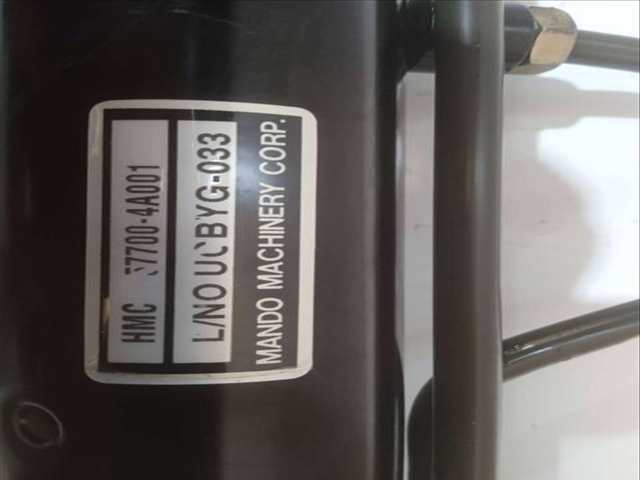 HMC 57700-4A001
L/NO UCBYG-033
MANDO MACHINERY CORP.